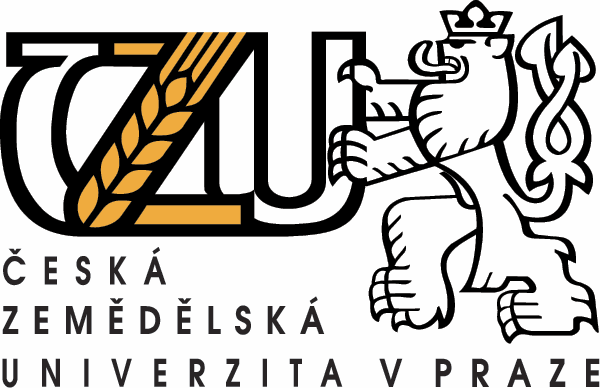 ČZU
ČESKÁ
ZEMĚDĚLSKÁ
UNIVERZITA V PRAZE